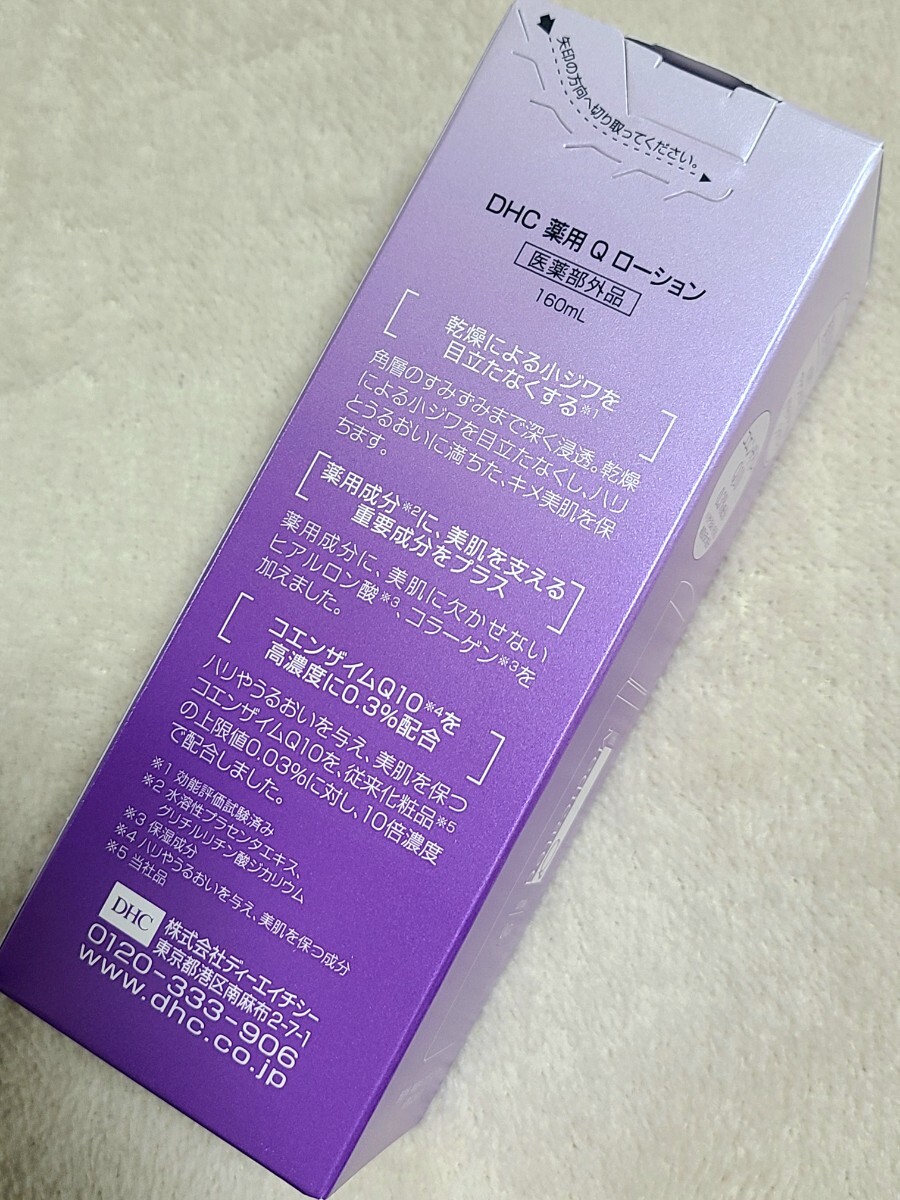 矢印の方向へ切り取ってください。
DHC 薬用 Q ローション
医薬部外品
160mL
乾燥による小ジワを
目立たなくする※1
角層のすみずみまで深く浸透。乾燥
による小ジワを目立たなくし、ハリ
とうるおいに満ちた、キメ美肌を保
ちます。
薬用成分※2に、美肌を支える
重要成分をプラス
薬用成分に、美肌に欠かせない
ヒアルロン酸※3、コラーゲン※3を
加えました。
コエンザイムQ10※4を
高濃度に0.3%配合
ハリやうるおいを与え、美肌を保つ
コエンザイムQ10を、従来化粧品※5
の上限値0.03%に対し、10倍濃度
で配合しました。
※1 効能評価試験済み
※2 水溶性プラセンタエキス、
グリチルリチン酸ジカリウム
※3 保湿成分
※4 ハリやうるおいを与え、美肌を保つ成分
※5 当社品
DHC
株式会社ディーエイチシー
東京都港区南麻布2-7-1
0120-333-906
www.dhc.co.jp